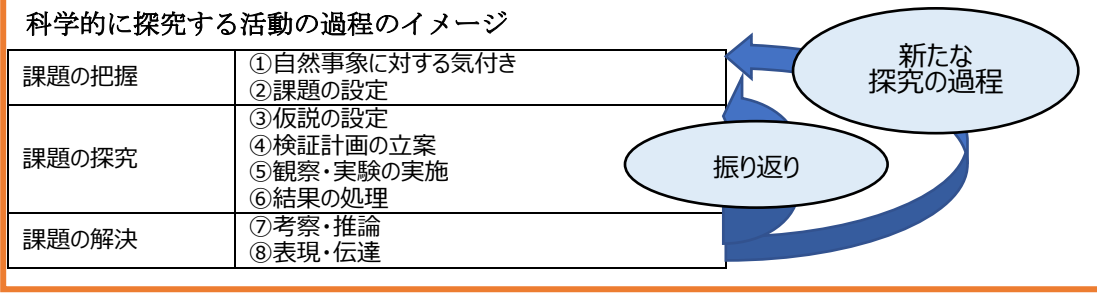 科学的に探究する活動の過程のイメージ
課題の把握
①自然事象に対する気付き
②課題の設定
課題の探究
③仮説の設定
④検証計画の立案
⑤観察・実験の実施
⑥結果の処理
課題の解決
⑦考察・推論
⑧表現・伝達
新たな
探究の過程
振り返り